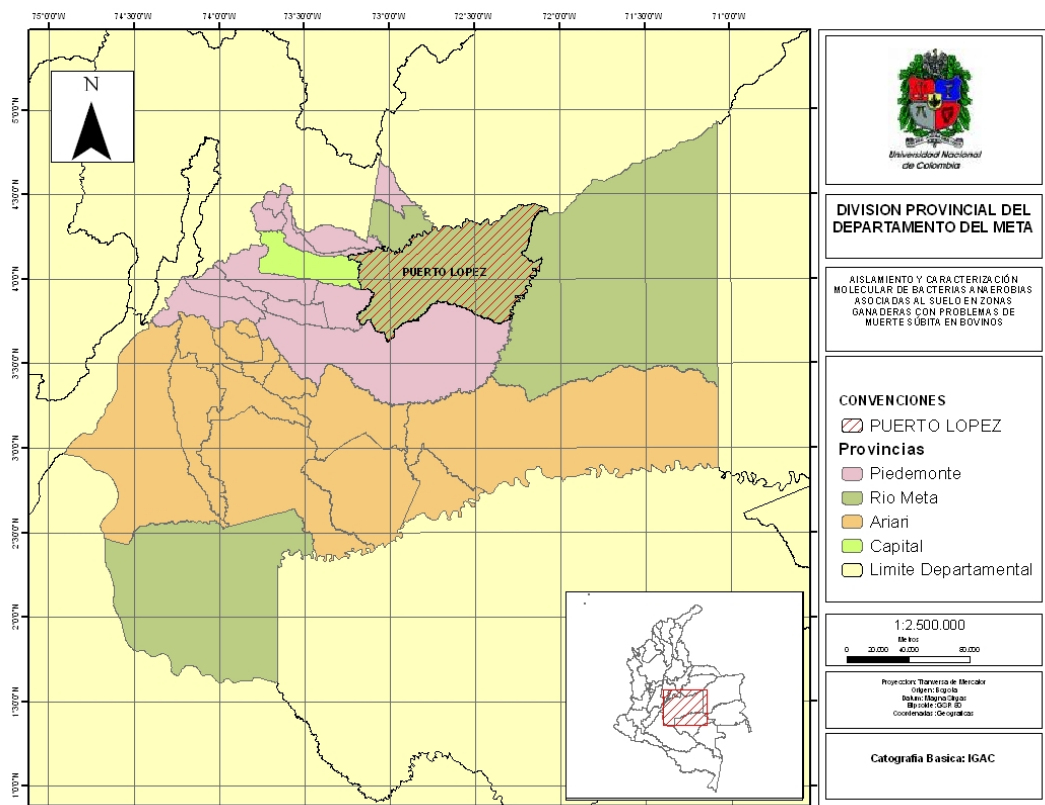 75°0'0"W 74°30'0"W 74°0'0"W 73°30'0"W 73°0'0"W 72°30'0"W 72°0'0"W 71°30'0"W 71°0'0"W
N
5°0'0"N
4°30'0"N
4°0'0"N
3°30'0"N
3°0'0"N
2°30'0"N
2°0'0"N
1°30'0"N
1°0'0"N
PUERTO LOPEZ
Universidad Nacional
de Colombia
DIVISION PROVINCIAL DEL
DEPARTAMENTO DEL META
AISLAMIENTO Y CARACTERIZACIÓN
MOLECULAR DE BACTERIAS ANAEROBIAS
ASOCIADAS AL SUELO EN ZONAS
GANADERAS CON PROBLEMAS DE
MUERTE SÚBITA EN BOVINOS
CONVENCIONES
PUERTO LOPEZ
Provincias
Piedemonte
Rio Meta
Ariari
Capital
Limite Departamental
1:2.500.000
Metros
0 20.000 40.000 80.000
Proyeccion: Tranversa de Mercator
Origen: Bogota
Datum: Magna Sirgas
Elipsoide: GGR 80
Coordenadas: Geograficas
Catografia Basica: IGAC